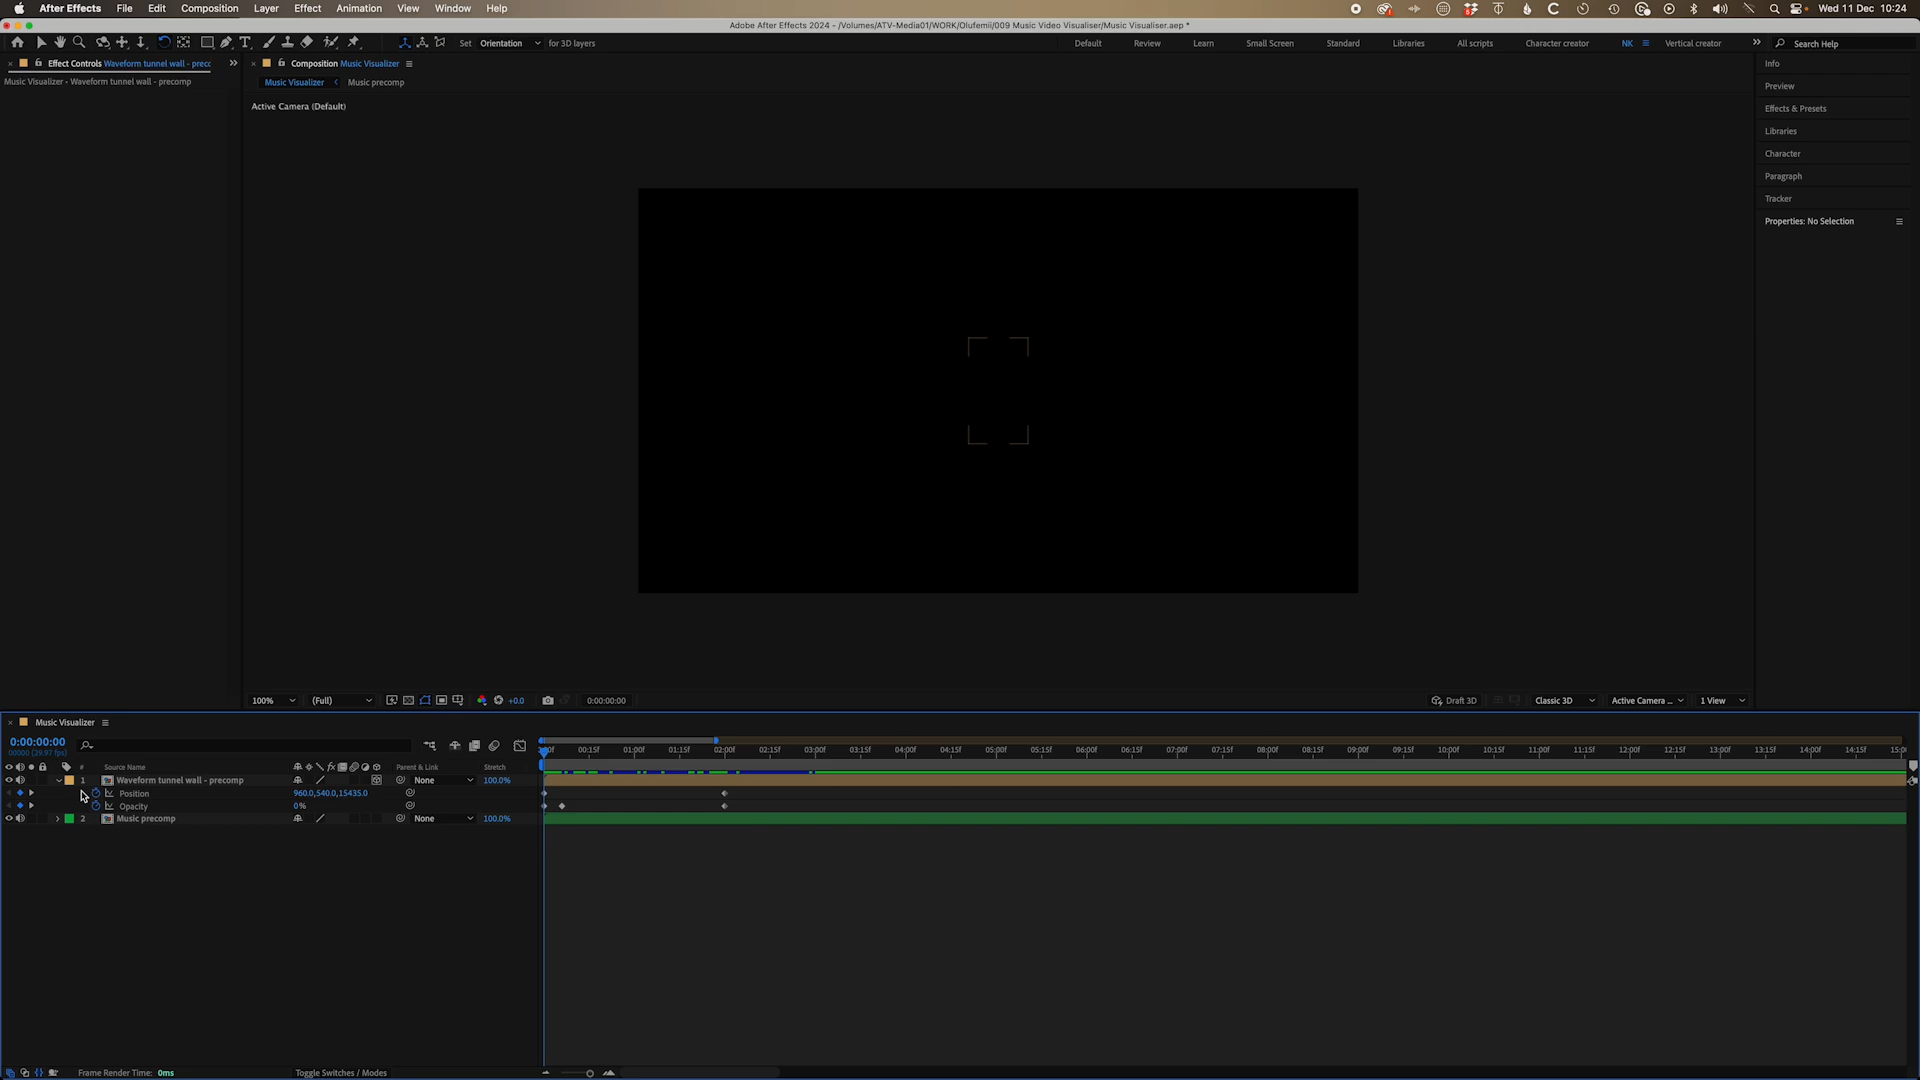 After Effects File Edit Composition Layer Effect Animation View Window Help Wed 11 Dec 10:24
Adobe After Effects 2024 - /Volumes/ATV-Media01/WORK/Olufemii/009 Music Video Visualiser/Music Visualiser.aep *
Set Orientation for 3D layers Default Review Learn Small Screen Standard Libraries All scripts Character creator NK Vertical creator Search Help
Effect Controls Waveform tunnel wall - preco
Composition Music Visualizer
Info
Music Visualizer - Waveform tunnel wall - precomp
Music Visualizer Music precomp
Preview
Active Camera (Default)
Effects & Presets
Libraries
Character
Paragraph
Tracker
Properties: No Selection
100% (Full) +0.0 0:00:00:00 Draft 3D Classic 3D Active Camera ... 1 View
Music Visualizer
0:00:00:00
00000 (29.97 fps)
:00f 00:15f 01:00f 01:15f 02:00f 02:15f 03:00f 03:15f 04:00f 04:15f 05:00f 05:15f 06:00f 06:15f 07:00f 07:15f 08:00f 08:15f 09:00f 09:15f 10:00f 10:15f 11:00f 11:15f 12:00f 12:15f 13:00f 13:15f 14:00f 14:15f 15:0
# Source Name Parent & Link Stretch
1 Waveform tunnel wall - precomp None 100.0%
Position 960.0,540.0,15435.0
Opacity 0%
2 Music precomp None 100.0%
Frame Render Time: 0ms Toggle Switches / Modes